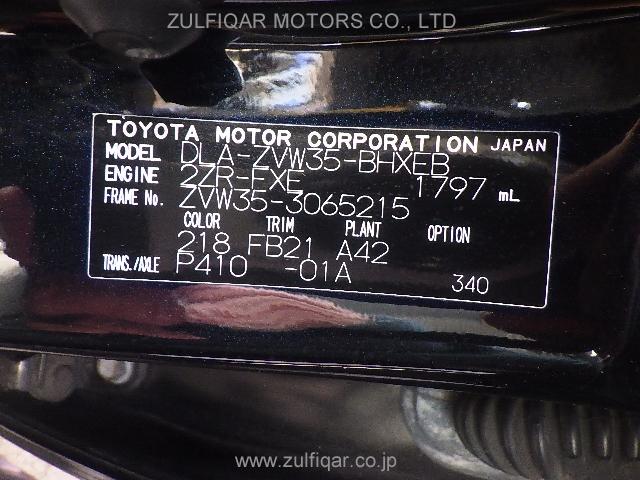 ZULFIQAR MOTORS CO., LTD
TOYOTA MOTOR CORPORATION JAPAN
MODEL DLA-ZVW35-BHXEB
ENGINE 2ZR-FXE 1797 mL
FRAME No. ZVW35-3065215
COLOR TRIM PLANT OPTION
218 FB21 A42
TRANS./AXLE P410 -01A 340
www.zulfiqar.co.jp